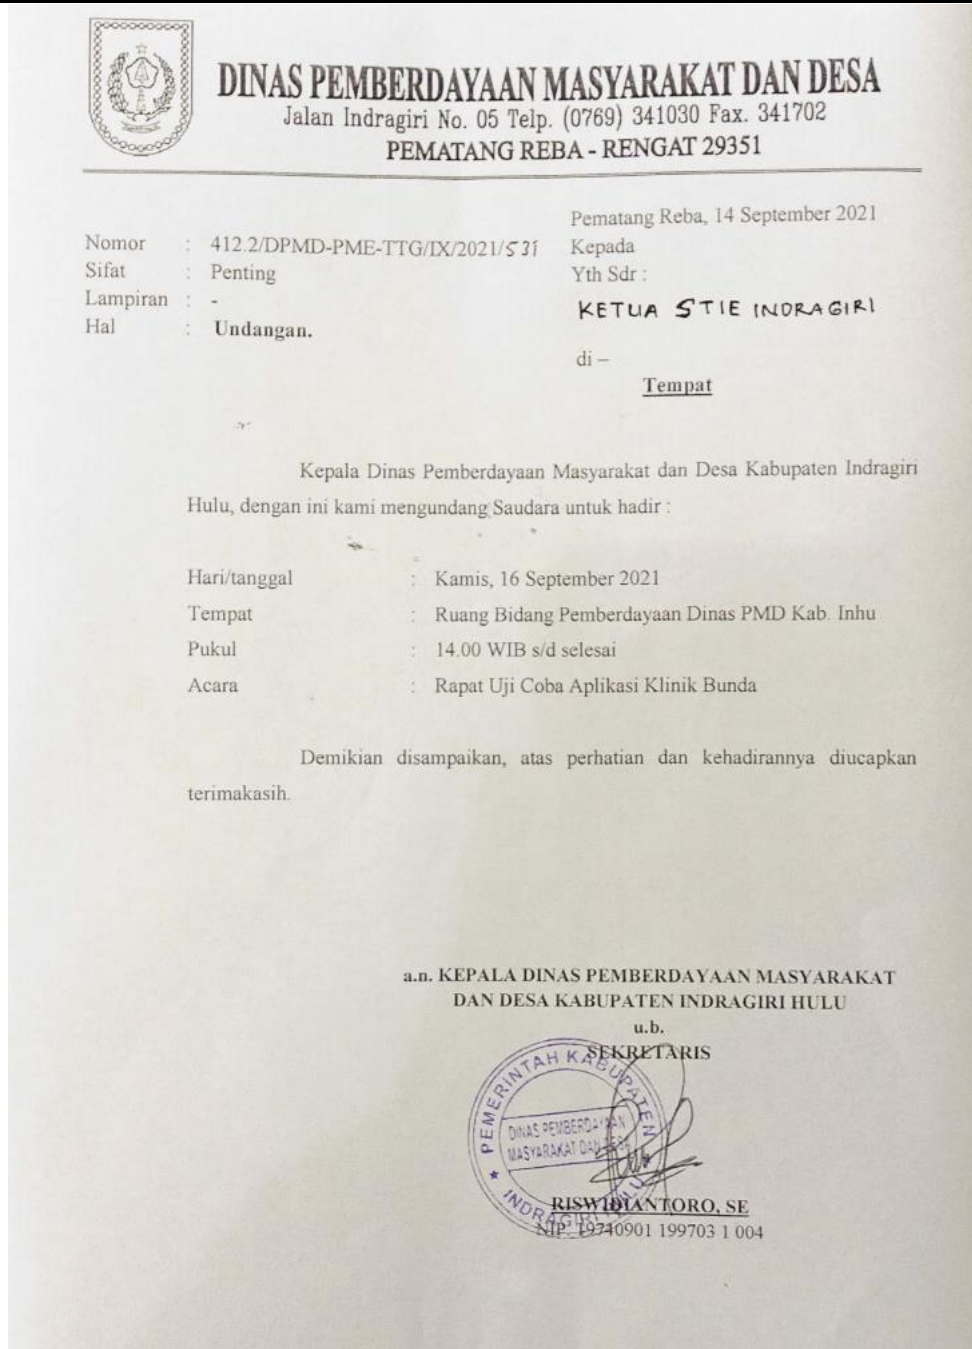 DINAS PEMBERDAYAAN MASYARAKAT DAN DESA
Jalan Indragiri No. 05 Telp. (0769) 341030 Fax. 341702
PEMATANG REBA - RENGAT 29351
Pematang Reba, 14 September 2021
Nomor : 412.2/DPMD-PME-TTG/IX/2021/531
Kepada
Sifat : Penting
Yth Sdr :
Lampiran : -
KETUA STIE INDRAGIRI
Hal : Undangan.
di –
Tempat
Kepala Dinas Pemberdayaan Masyarakat dan Desa Kabupaten Indragiri
Hulu, dengan ini kami mengundang Saudara untuk hadir :
Hari/tanggal : Kamis, 16 September 2021
Tempat : Ruang Bidang Pemberdayaan Dinas PMD Kab. Inhu
Pukul : 14.00 WIB s/d selesai
Acara : Rapat Uji Coba Aplikasi Klinik Bunda
Demikian disampaikan, atas perhatian dan kehadirannya diucapkan
terimakasih.
a.n. KEPALA DINAS PEMBERDAYAAN MASYARAKAT
DAN DESA KABUPATEN INDRAGIRI HULU
u.b.
SEKRETARIS
PEMERINTAH KABUPATEN
DINAS PEMBERDAYAAN
MASYARAKAT DAN DESA
INDRAGIRI HULU
RISWIDIANTORO, SE
NIP. 19740901 199703 1 004